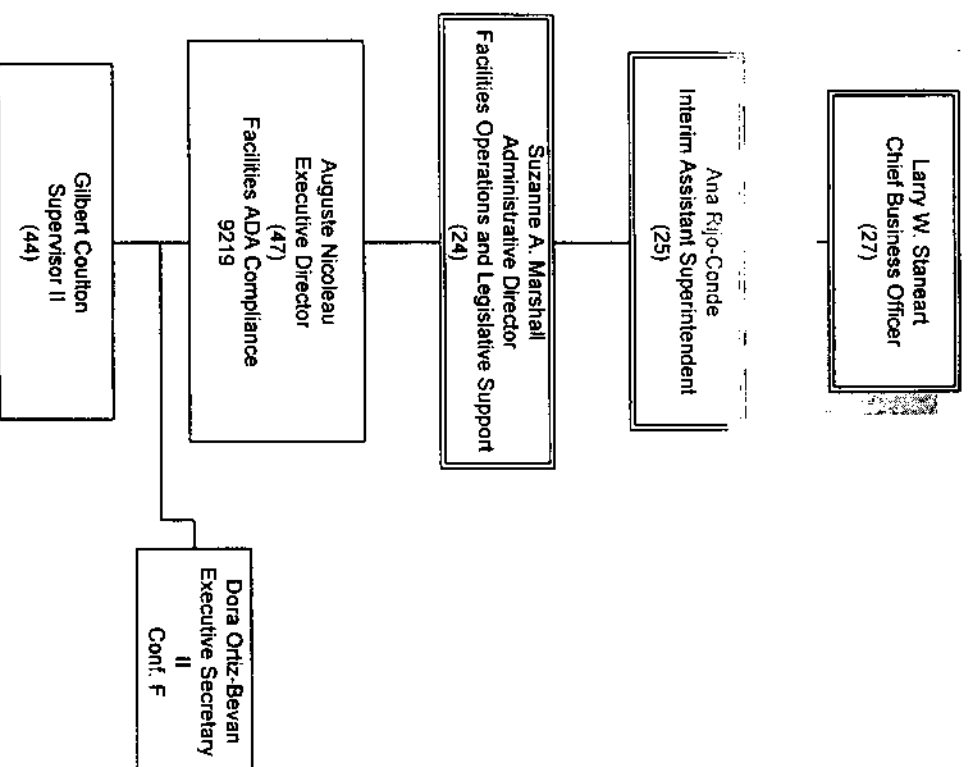 Larry W. Staneart
Chief Business Officer
(27)
Ana Rijo-Conde
Interim Assistant Superintendent
(25)
Suzanne A. Marshall
Administrative Director
Facilities Operations and Legislative Support
(24)
Auguste Nicoleau
(47)
Executive Director
Facilities ADA Compliance
9219
Gilbert Coulton
Supervisor II
(44)
Dora Ortiz-Bevan
Executive Secretary
II
Conf. F